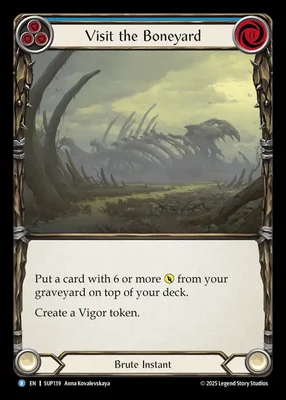 Visit the Boneyard
Put a card with 6 or more from your
graveyard on top of your deck.
Create a Vigor token.
Brute Instant
R EN | SUP139 Anna Kovalevskaya
© 2025 Legend Story Studios